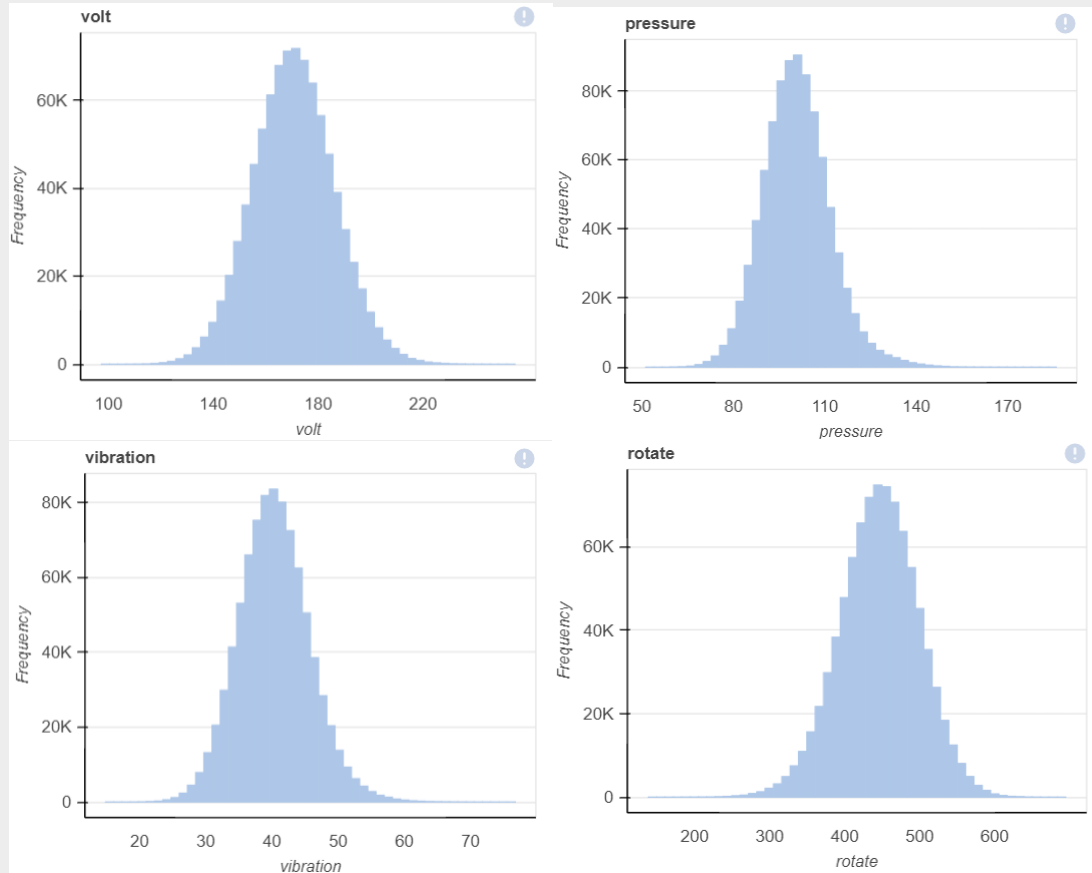 volt
!
60K
40K
20K
0
Frequency
100 140 180 220
volt
pressure
!
80K
60K
40K
20K
0
Frequency
50 80 110 140 170
pressure
vibration
!
80K
60K
40K
20K
0
Frequency
20 30 40 50 60 70
vibration
rotate
!
60K
40K
20K
0
Frequency
200 300 400 500 600
rotate